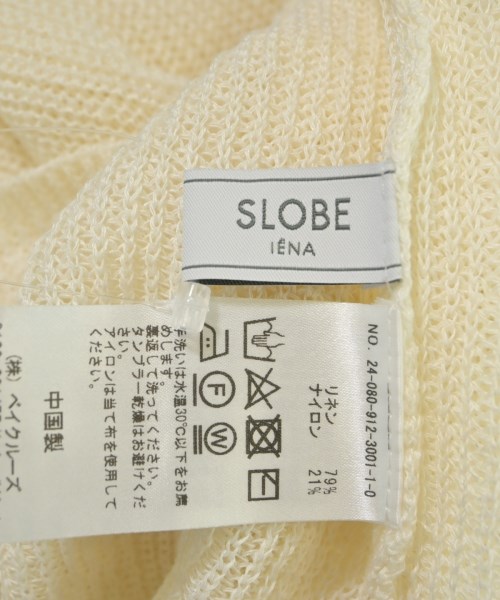 SLOBE
IÉNA
NO. 24-080-912-3001-1-0
リネン 79%
ナイロン 21%
手洗いは水温30℃以下をお薦
めします。
裏返して洗ってください。
タンブラー乾燥はお避けくだ
さい。
アイロンは当て布を使用して
ください。
中国製
(株)ベイクルーズ
F
W